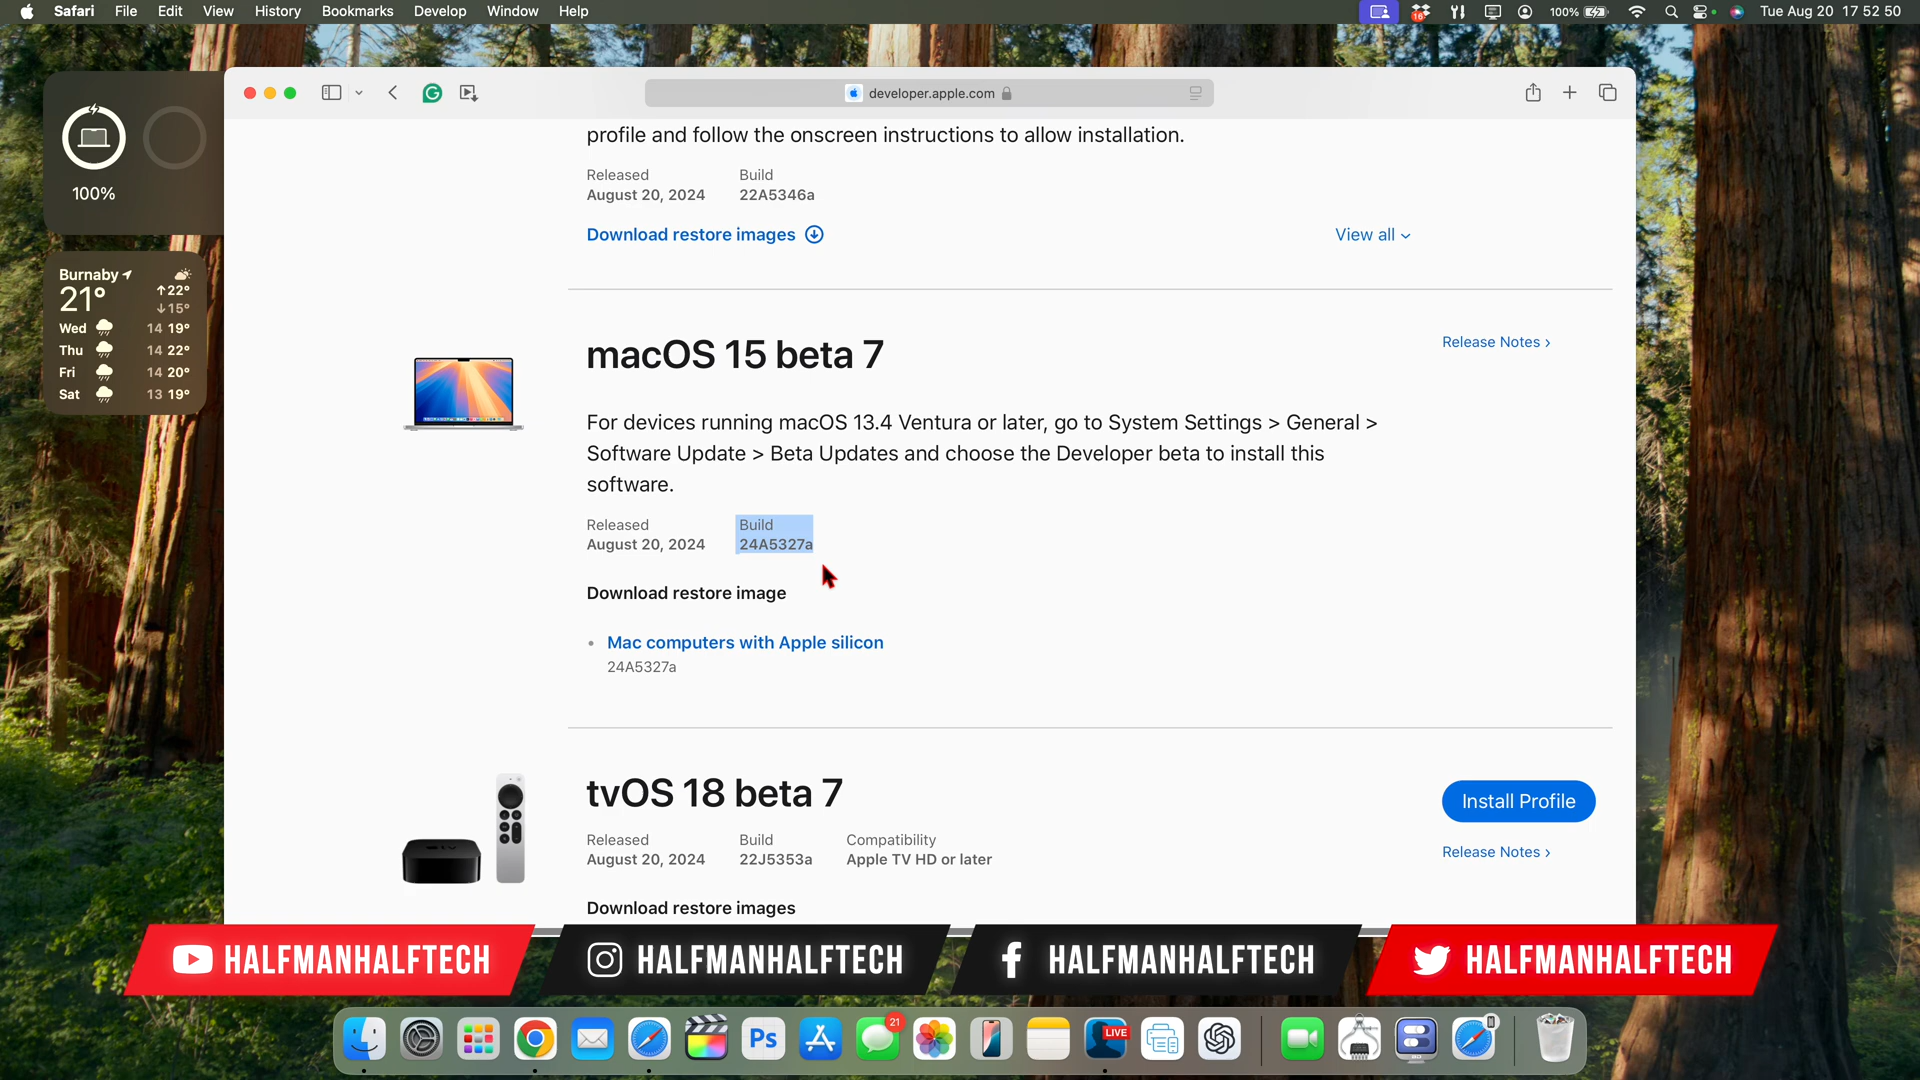 Safari File Edit View History Bookmarks Develop Window Help
16
100%
Tue Aug 20 17 52 50
developer.apple.com
100%
Burnaby
21°
↑22°
↓15°
Wed 14 19°
Thu 14 22°
Fri 14 20°
Sat 13 19°
profile and follow the onscreen instructions to allow installation.
Released Build
August 20, 2024 22A5346a
Download restore images
View all
macOS 15 beta 7
Release Notes >
For devices running macOS 13.4 Ventura or later, go to System Settings > General >
Software Update > Beta Updates and choose the Developer beta to install this
software.
Released Build
August 20, 2024 24A5327a
Download restore image
• Mac computers with Apple silicon
24A5327a
tvOS 18 beta 7
Install Profile
Released Build Compatibility
August 20, 2024 22J5353a Apple TV HD or later
Release Notes >
Download restore images
HALFMANHALFTECH HALFMANHALFTECH HALFMANHALFTECH HALFMANHALFTECH
Ps
21
LIVE